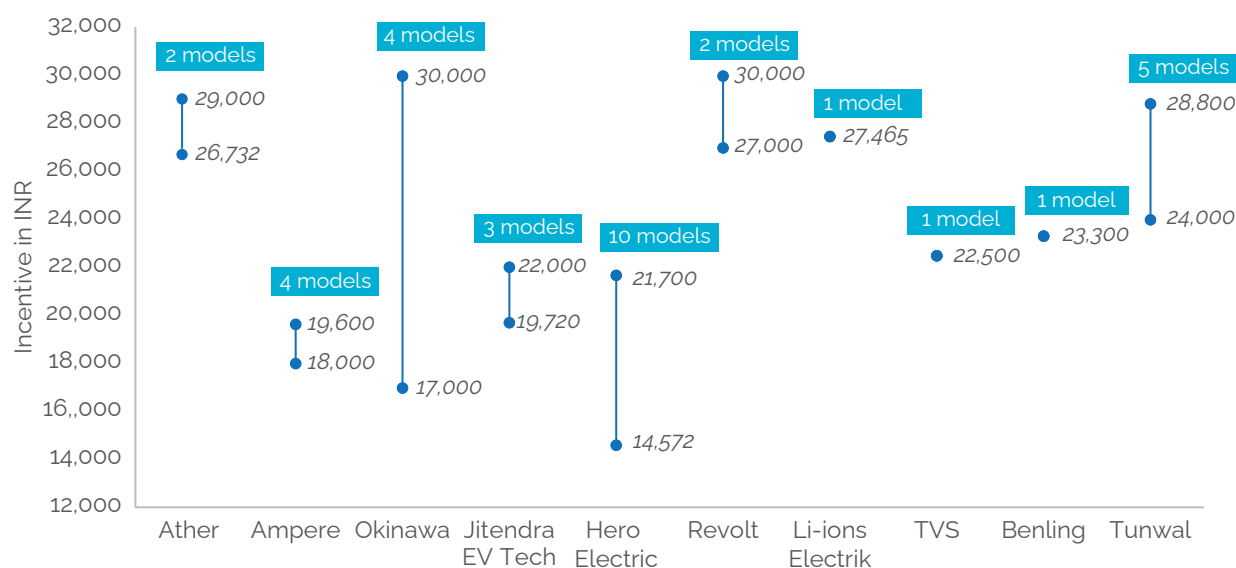 32,000
30,000
28,000
26,000
24,000
22,000
20,000
18,000
16,,000
14,000
12,000
Incentive in INR
2 models
29,000
26,732
4 models
19,600
18,000
4 models
30,000
17,000
3 models
22,000
19,720
10 models
21,700
14,572
2 models
30,000
27,000
1 model
27,465
1 model
22,500
1 model
23,300
5 models
28,800
24,000
Ather
Ampere
Okinawa
Jitendra
EV Tech
Hero
Electric
Revolt
Li-ions
Elektrik
TVS
Benling
Tunwal